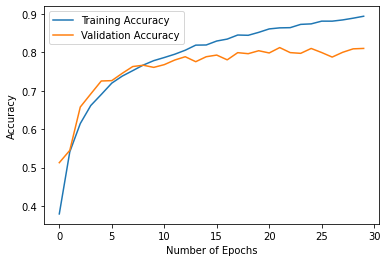 Training Accuracy
Validation Accuracy
0.9
0.8
0.7
0.6
0.5
0.4
Accuracy
0 5 10 15 20 25 30
Number of Epochs